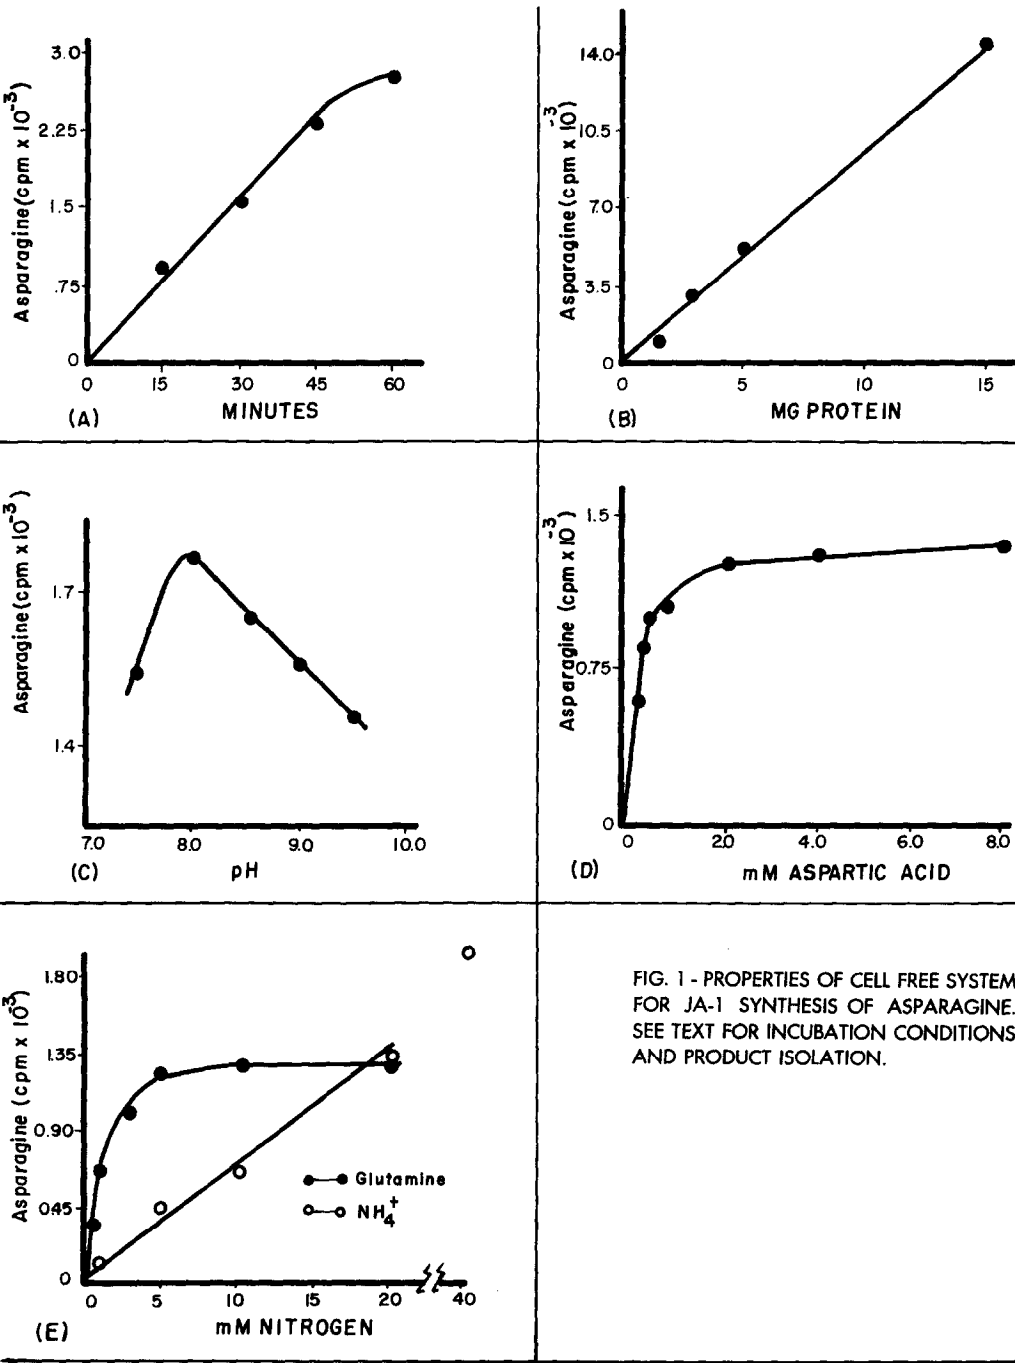 3.0
2.25
1.5
.75
0
Asparagine(cpm x 10⁻³)
0 15 30 45 60
(A) MINUTES
14.0
10.5
7.0
3.5
0
Asparagine(cpm x 10⁻³)
0 5 10 15
(B) MG PROTEIN
1.7
1.4
Asparagine(cpm x10⁻³)
7.0 8.0 9.0 10.0
(C) pH
1.5
0.75
0
Asparagine (cpm x 10⁻³)
0 2.0 4.0 6.0 8.0
(D) mM ASPARTIC ACID
1.80
1.35
0.90
0.45
0
Asparagine (cpm x 10⁻³)
Glutamine
NH₄⁺
0 5 10 15 20 40
(E) mM NITROGEN
FIG. 1 - PROPERTIES OF CELL FREE SYSTEM
FOR JA-1 SYNTHESIS OF ASPARAGINE.
SEE TEXT FOR INCUBATION CONDITIONS
AND PRODUCT ISOLATION.